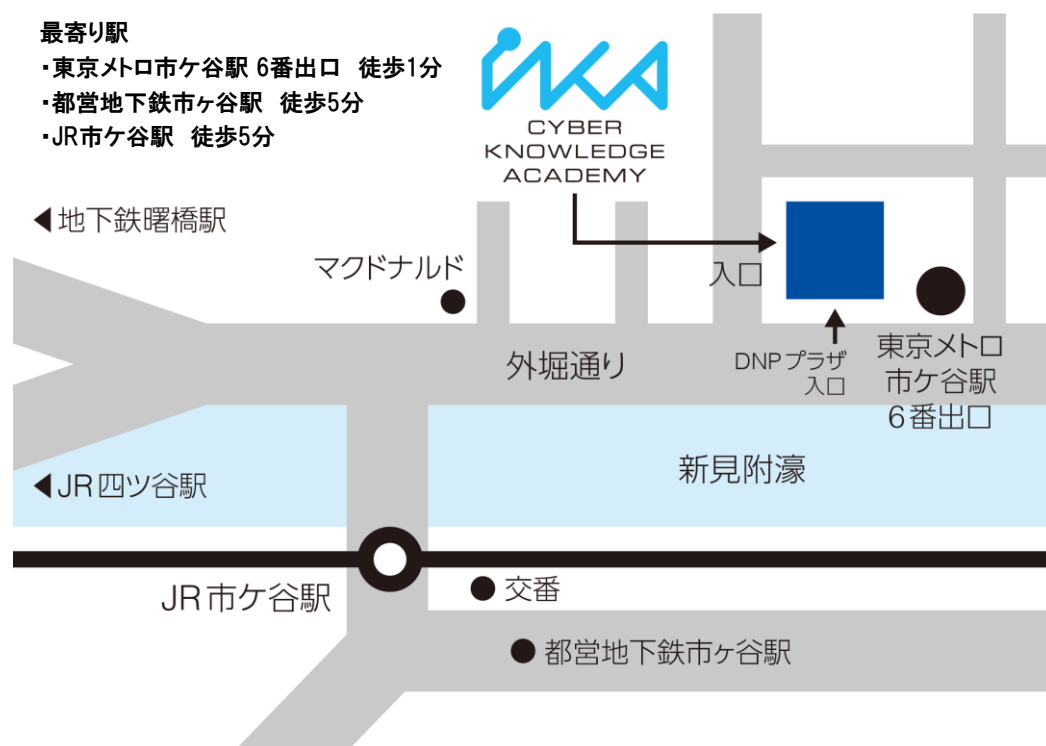 最寄り駅
・東京メトロ市ケ谷駅 6番出口　徒歩1分
・都営地下鉄市ヶ谷駅　徒歩5分
・JR市ケ谷駅　徒歩5分
CKA
CYBER
KNOWLEDGE
ACADEMY
◀地下鉄曙橋駅
マクドナルド
入口
外堀通り
DNPプラザ
入口
東京メトロ
市ケ谷駅
6番出口
新見附濠
◀JR四ツ谷駅
JR市ケ谷駅
交番
都営地下鉄市ヶ谷駅